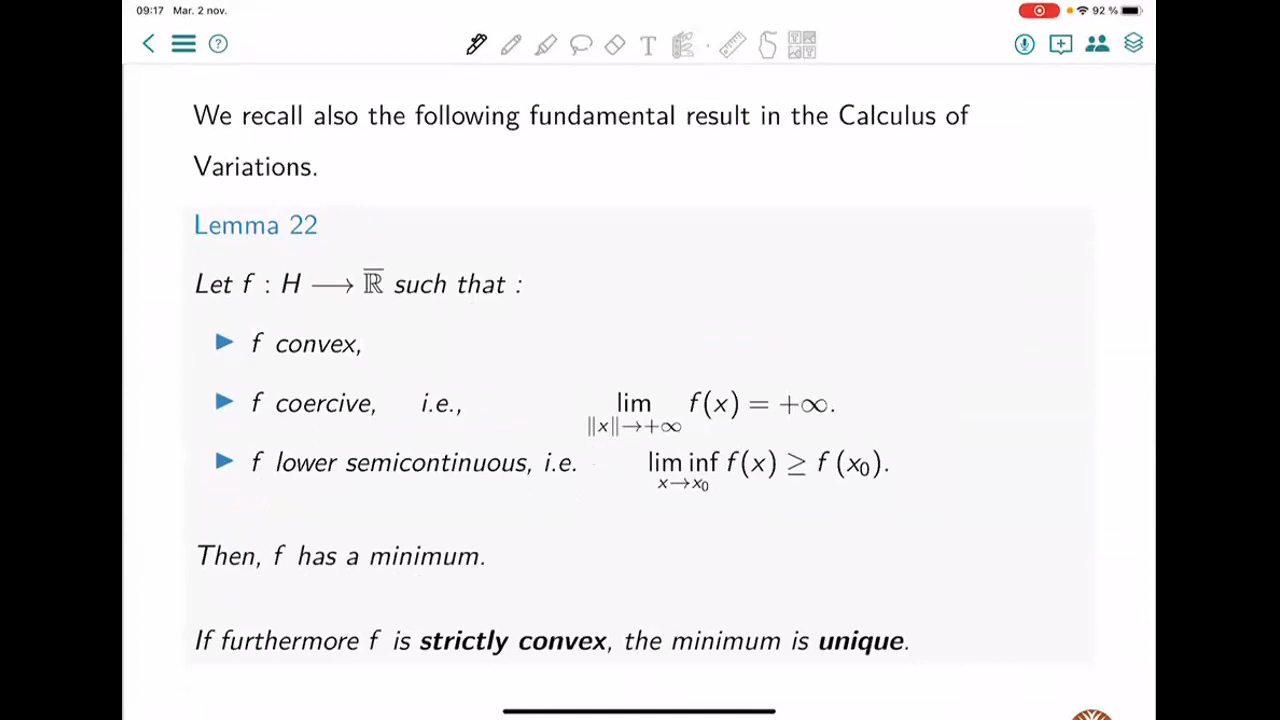 09:17 Mar. 2 nov. 92 %
We recall also the following fundamental result in the Calculus of
Variations.
Lemma 22
Let f : H ⟶ ℝ̅ such that :
▶ f convex,
▶ f coercive, i.e., lim_{‖x‖→+∞} f(x) = +∞.
▶ f lower semicontinuous, i.e. lim inf_{x→x₀} f(x) ≥ f (x₀).
Then, f has a minimum.
If furthermore f is strictly convex, the minimum is unique.